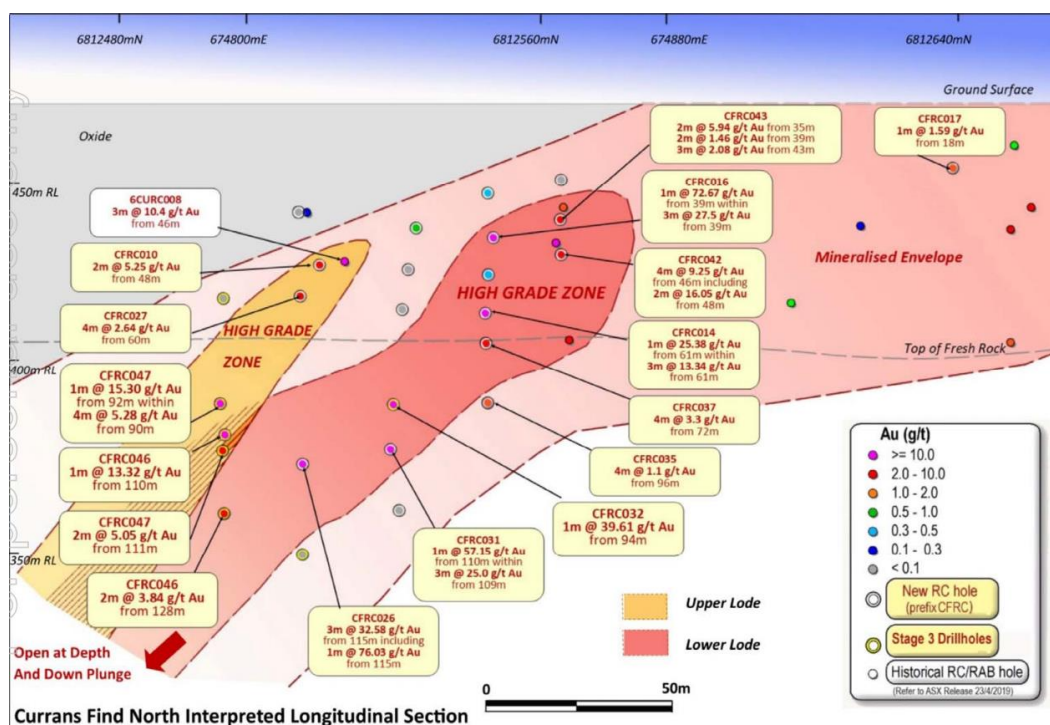 6812480mN
674800mE
6812560mN
674880mE
6812640mN
Ground Surface
Oxide
CFRC043
2m @ 5.94 g/t Au from 35m
2m @ 1.46 g/t Au from 39m
3m @ 2.08 g/t Au from 43m
CFRC017
1m @ 1.59 g/t Au
from 18m
450m RL
6CURC008
3m @ 10.4 g/t Au
from 46m
CFRC016
1m @ 72.67 g/t Au
from 39m within
3m @ 27.5 g/t Au
from 39m
CFRC010
2m @ 5.25 g/t Au
from 48m
CFRC042
4m @ 9.25 g/t Au
from 46m including
2m @ 16.05 g/t Au
from 48m
Mineralised Envelope
HIGH GRADE ZONE
CFRC027
4m @ 2.64 g/t Au
from 60m
HIGH GRADE
ZONE
CFRC014
1m @ 25.38 g/t Au
from 61m within
3m @ 13.34 g/t Au
from 61m
Top of Fresh Rock
400m RL
CFRC047
1m @ 15.30 g/t Au
from 92m within
4m @ 5.28 g/t Au
from 90m
CFRC037
4m @ 3.3 g/t Au
from 72m
CFRC046
1m @ 13.32 g/t Au
from 110m
CFRC035
4m @ 1.1 g/t Au
from 96m
CFRC032
1m @ 39.61 g/t Au
from 94m
CFRC047
2m @ 5.05 g/t Au
from 111m
CFRC031
1m @ 57.15 g/t Au
from 110m within
3m @ 25.0 g/t Au
from 109m
350m RL
CFRC046
2m @ 3.84 g/t Au
from 128m
CFRC026
3m @ 32.58 g/t Au
from 115m including
1m @ 76.03 g/t Au
from 115m
Upper Lode
Lower Lode
Open at Depth
And Down Plunge
0
50m
Currans Find North Interpreted Longitudinal Section
Au (g/t)
>= 10.0
2.0 - 10.0
1.0 - 2.0
0.5 - 1.0
0.3 - 0.5
0.1 - 0.3
< 0.1
New RC hole
(prefix CFRC)
Stage 3 Drillholes
Historical RC/RAB hole
(Refer to ASX Release 23/4/2019)